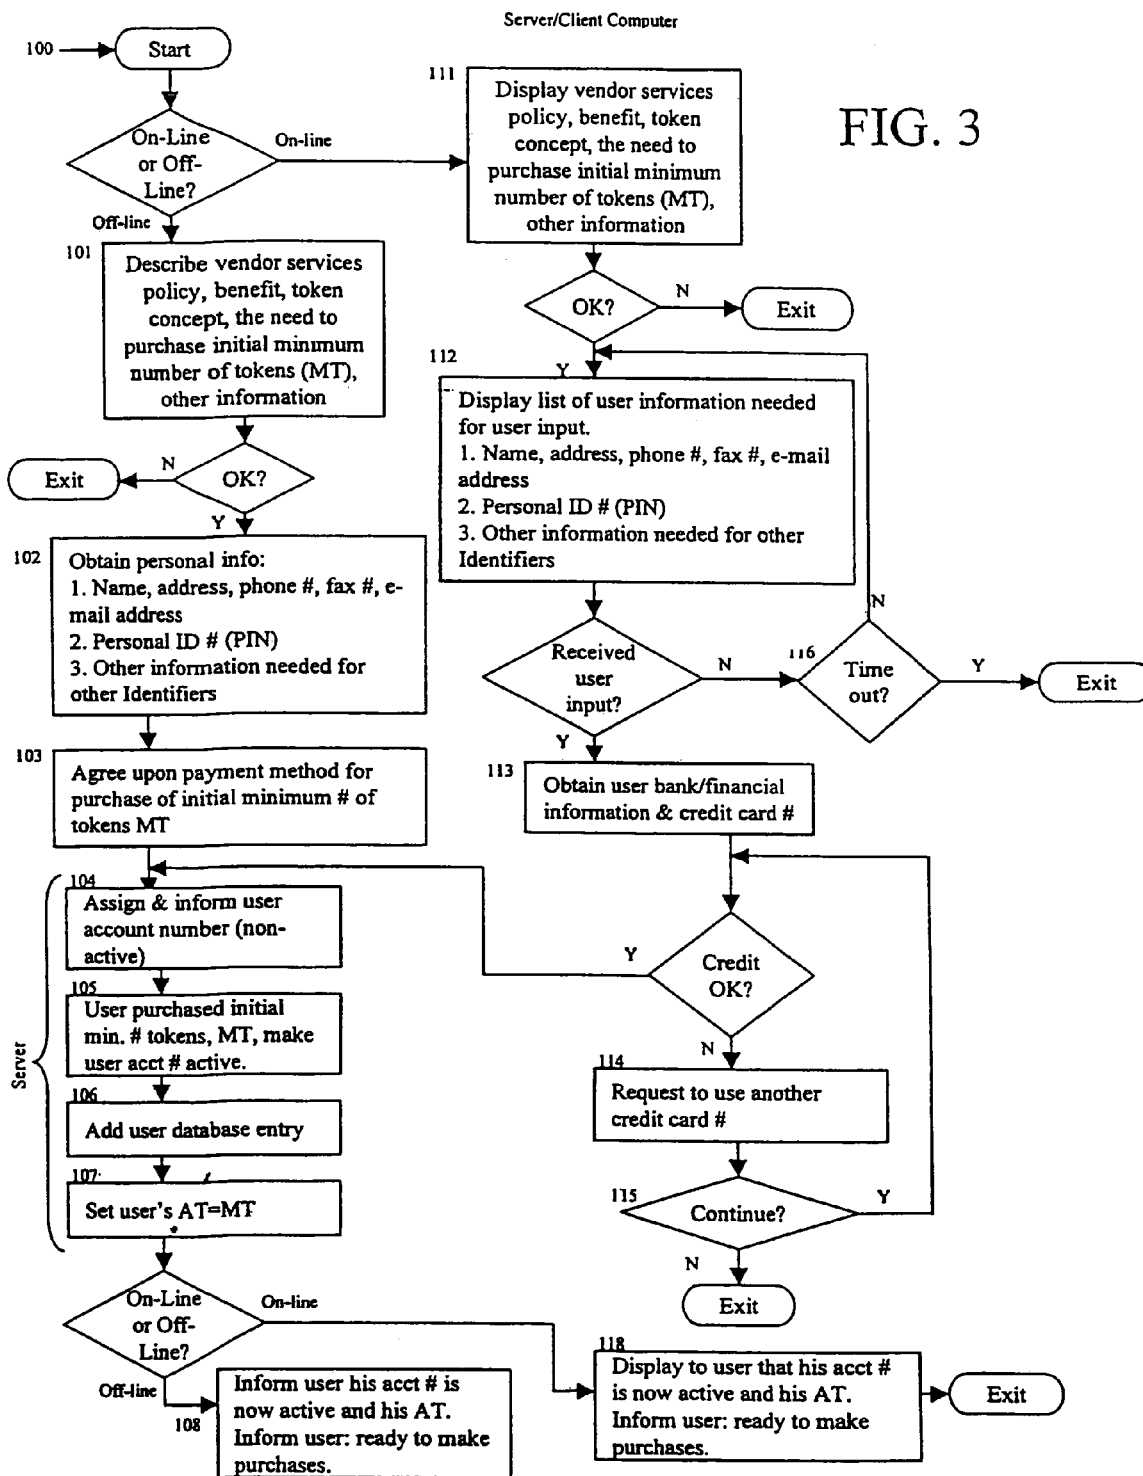 Server/Client Computer
FIG. 3
100
Start
On-Line
or Off-
Line?
On-line
Off-line
111
Display vendor services
policy, benefit, token
concept, the need to
purchase initial minimum
number of tokens (MT),
other information
101
Describe vendor services
policy, benefit, token
concept, the need to
purchase initial minimum
number of tokens (MT),
other information
OK?
N
Exit
Y
OK?
N
Exit
Y
112
Display list of user information needed
for user input.
1. Name, address, phone #, fax #, e-mail
address
2. Personal ID # (PIN)
3. Other information needed for other
Identifiers
102
Obtain personal info:
1. Name, address, phone #, fax #, e-
mail address
2. Personal ID # (PIN)
3. Other information needed for
other Identifiers
Received
user
input?
N
Y
116
Time
out?
N
Y
Exit
103
Agree upon payment method for
purchase of initial minimum # of
tokens MT
113
Obtain user bank/financial
information & credit card #
Server
104
Assign & inform user
account number (non-
active)
Credit
OK?
Y
N
105
User purchased initial
min. # tokens, MT, make
user acct # active.
114
Request to use another
credit card #
106
Add user database entry
107
Set user's AT=MT
115
Continue?
Y
N
Exit
On-Line
or Off-
Line?
On-line
Off-line
108
Inform user his acct # is
now active and his AT.
Inform user: ready to make
purchases.
118
Display to user that his acct #
is now active and his AT.
Inform user: ready to make
purchases.
Exit